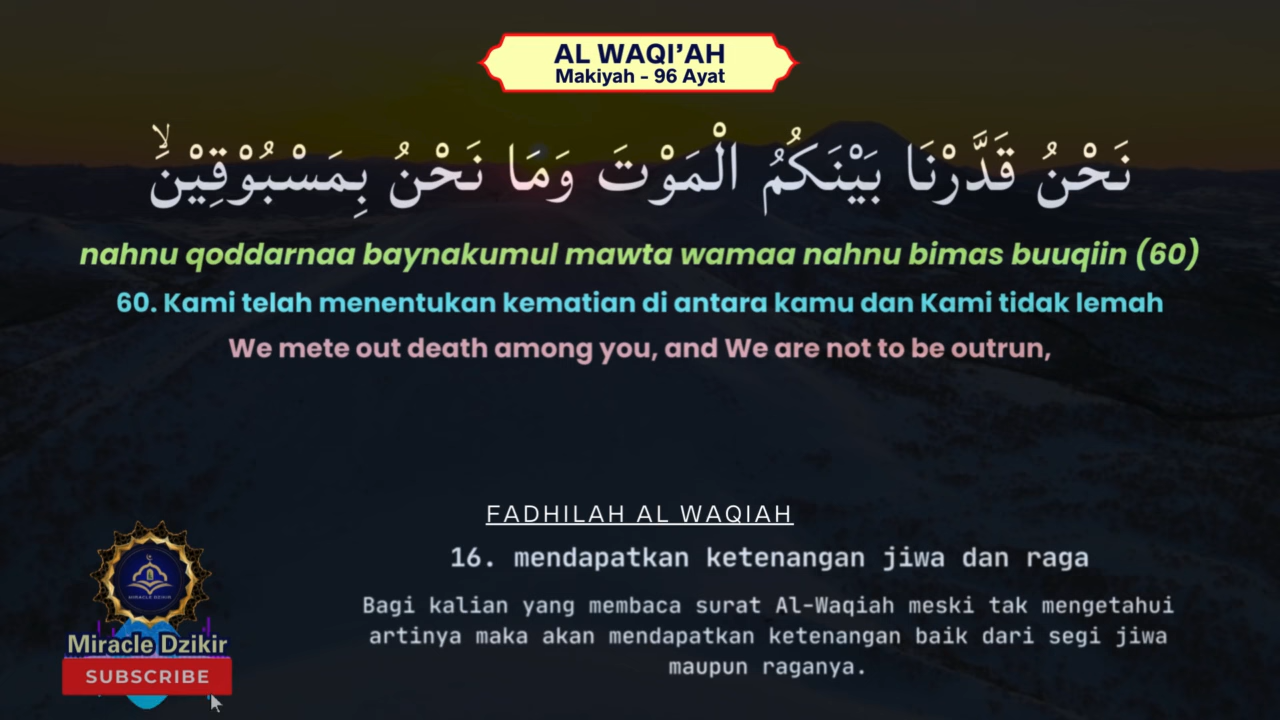 AL WAQI'AH
Makiyah - 96 Ayat
نَحْنُ قَدَّرْنَا بَيْنَكُمُ الْمَوْتَ وَمَا نَحْنُ بِمَسْبُوْقِيْنَۙ
nahnu qoddarnaa baynakumul mawta wamaa nahnu bimas buuqiin (60)
60. Kami telah menentukan kematian di antara kamu dan Kami tidak lemah
We mete out death among you, and We are not to be outrun,
FADHILAH AL WAQIAH
16. mendapatkan ketenangan jiwa dan raga
Bagi kalian yang membaca surat Al-Waqiah meski tak mengetahui
artinya maka akan mendapatkan ketenangan baik dari segi jiwa
maupun raganya.
MIRACLE DZIKIR
Miracle Dzikir
SUBSCRIBE